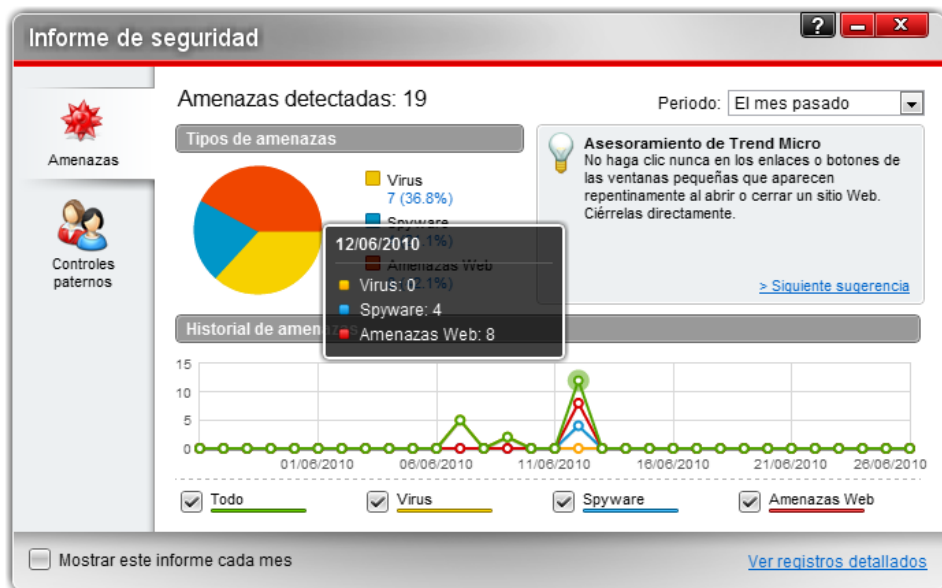 Informe de seguridad
?
X
Amenazas
Controles
paternos
Amenazas detectadas: 19
Periodo: El mes pasado
Tipos de amenazas
Virus
7 (36.8%)
Spyware
Amenazas Web
12/06/2010
Virus: 0
Spyware: 4
Amenazas Web: 8
Asesoramiento de Trend Micro
No haga clic nunca en los enlaces o botones de
las ventanas pequeñas que aparecen
repentinamente al abrir o cerrar un sitio Web.
Ciérrelas directamente.
> Siguiente sugerencia
Historial de amenazas
15
10
5
0
01/06/2010 06/06/2010 11/06/2010 16/06/2010 21/06/2010 26/06/2010
Todo Virus Spyware Amenazas Web
Mostrar este informe cada mes
Ver registros detallados